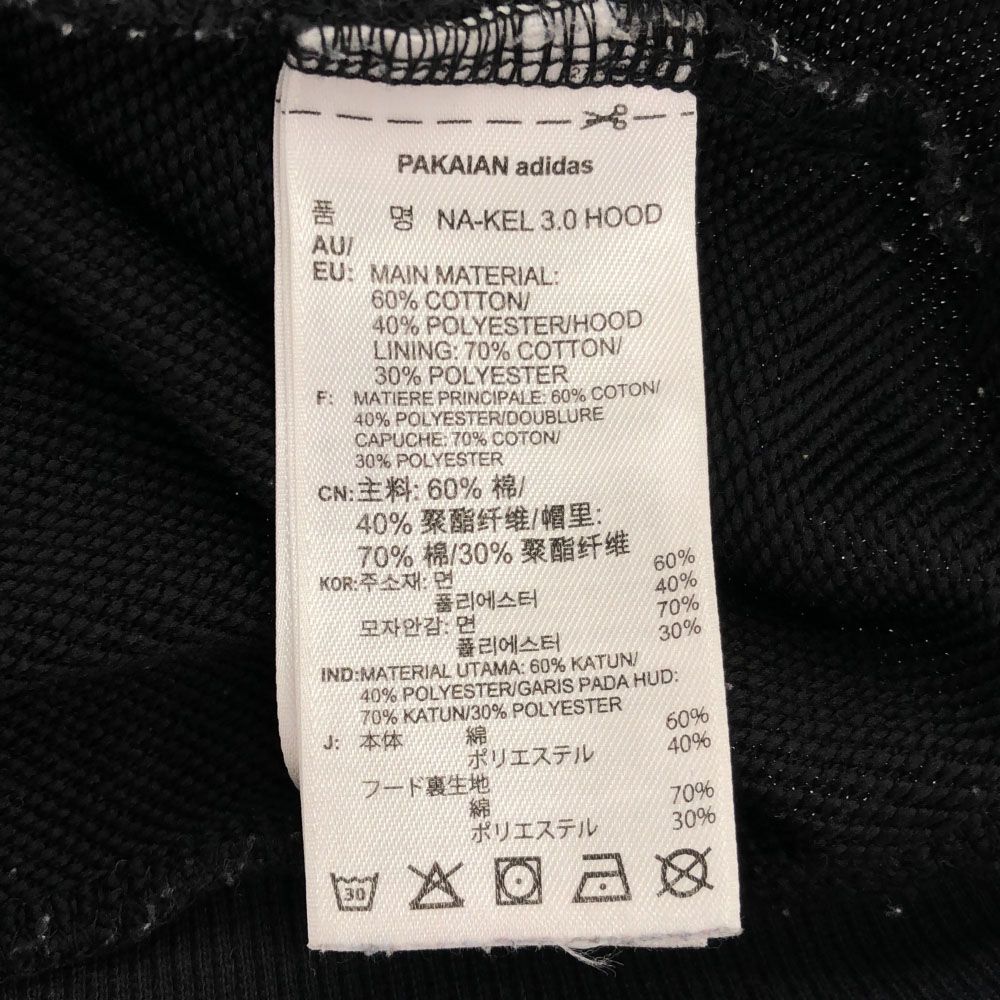 PAKAIAN adidas
품 명 NA-KEL 3.0 HOOD
AU/
EU: MAIN MATERIAL:
60% COTTON/
40% POLYESTER/HOOD
LINING: 70% COTTON/
30% POLYESTER
F: MATIERE PRINCIPALE: 60% COTON/
40% POLYESTER/DOUBLURE
CAPUCHE: 70% COTON/
30% POLYESTER
CN: 主料: 60% 棉/
40% 聚酯纤维/帽里:
70% 棉/30% 聚酯纤维
KOR: 주소재: 면 60%
폴리에스터 40%
모자안감: 면 70%
폴리에스터 30%
IND: MATERIAL UTAMA: 60% KATUN/
40% POLYESTER/GARIS PADA HUD:
70% KATUN/30% POLYESTER
J: 本体 綿 60%
ポリエステル 40%
フード裏生地
綿 70%
ポリエステル 30%
30